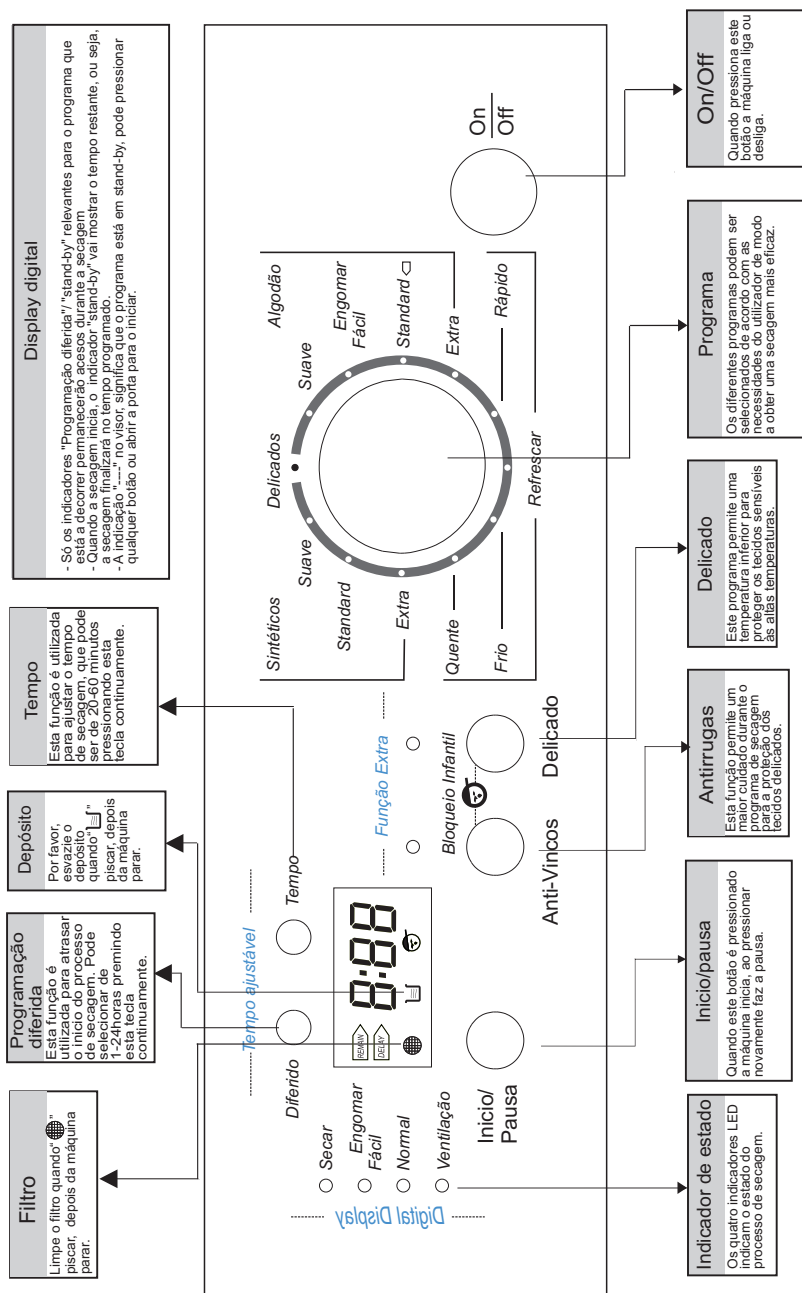 Filtro
Limpe o filtro quando" "
piscar, depois da máquina
parar.
Programação
diferida
Esta função é
utilizada para atrasar
o inicio do processo
de secagem. Pode
selecionar de
1-24horas premindo
esta tecla
continuamente.
Depósito
Por favor,
esvazie o
depósito
quando" "
piscar, depois
da máquina
parar.
Tempo
Esta função é utilizada
para ajustar o tempo
de secagem, que pode
ser de 20-60 minutos
pressionando esta
tecla continuamente.
Display digital
- Só os indicadores "Programação diferida"/ "stand-by" relevantes para o programa que
está a decorrer permanecerão acesos durante a secagem
- Quando a secagem inicia, o indicador "stand-by" vai mostrar o tempo restante, ou seja,
a secagem finalizará no tempo programado.
- A indicação "----" no visor, significa que o programa está em stand-by, pode pressionar
qualquer botão ou abrir a porta para o iniciar.
Tempo ajustável
Diferido
Tempo
REMAIN
DELAY
8:88
Digital Display
Secar
Engomar
Fácil
Normal
Ventilação
Inicio/
Pausa
Função Extra
Bloqueio Infantil
Anti-Vincos
Delicado
Sintéticos
Suave
Standard
Extra
Delicados
Algodão
Suave
Engomar
Fácil
Standard
Extra
Quente
Frio
Refrescar
Rápido
On
Off
Indicador de estado
Os quatro indicadores LED
indicam o estado do
processo de secagem.
Inicio/pausa
Quando este botão é pressionado
a máquina inicia, ao pressionar
novamente faz a pausa.
Antirrugas
Esta função permite um
maior cuidado durante o
programa de secagem
para a proteção dos
tecidos delicados.
Delicado
Este programa permite uma
temperatura inferior para
proteger os tecidos sensíveis
às altas temperaturas.
Programa
Os diferentes programas podem ser
selecionados de acordo com as
necessidades do utilizador de modo
a obter uma secagem mais eficaz.
On/Off
Quando pressiona este
botão a máquina liga ou
desliga.